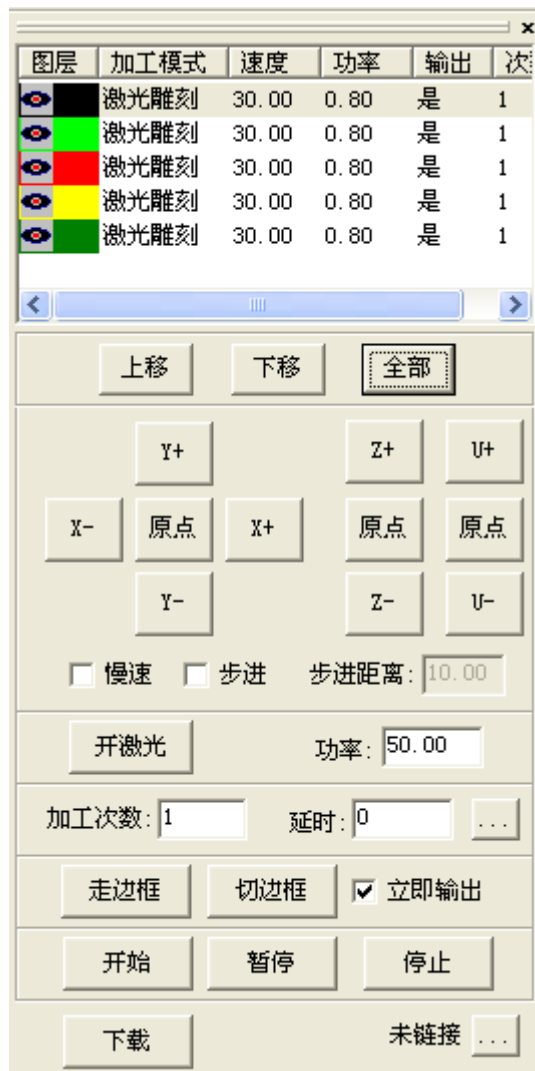 x
图层 加工模式 速度 功率 输出 次
激光雕刻 30.00 0.80 是 1
激光雕刻 30.00 0.80 是 1
激光雕刻 30.00 0.80 是 1
激光雕刻 30.00 0.80 是 1
激光雕刻 30.00 0.80 是 1
上移 下移 全部
Y+ Z+ U+
X- 原点 X+ 原点 原点
Y- Z- U-
慢速 步进 步进距离: 10.00
开激光 功率: 50.00
加工次数: 1 延时: 0 ...
走边框 切边框 立即输出
开始 暂停 停止
下载 未链接 ...